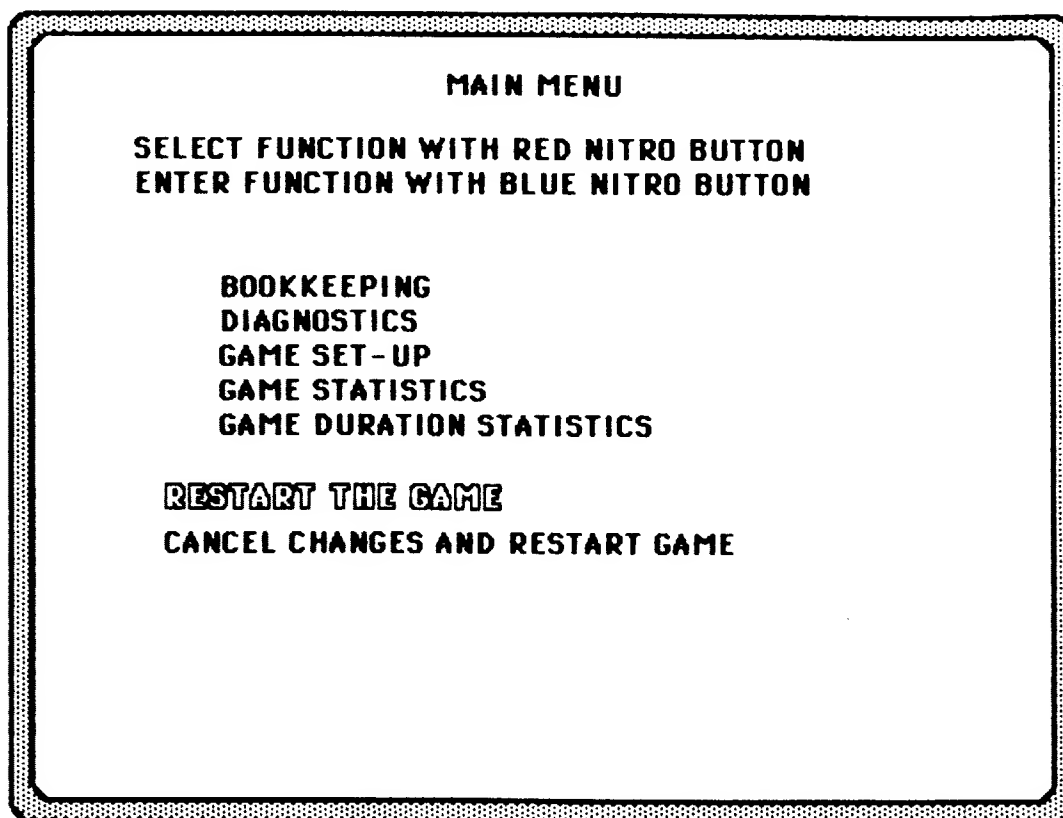 MAIN MENU
SELECT FUNCTION WITH RED NITRO BUTTON
ENTER FUNCTION WITH BLUE NITRO BUTTON
BOOKKEEPING
DIAGNOSTICS
GAME SET-UP
GAME STATISTICS
GAME DURATION STATISTICS
RESTART THE GAME
CANCEL CHANGES AND RESTART GAME